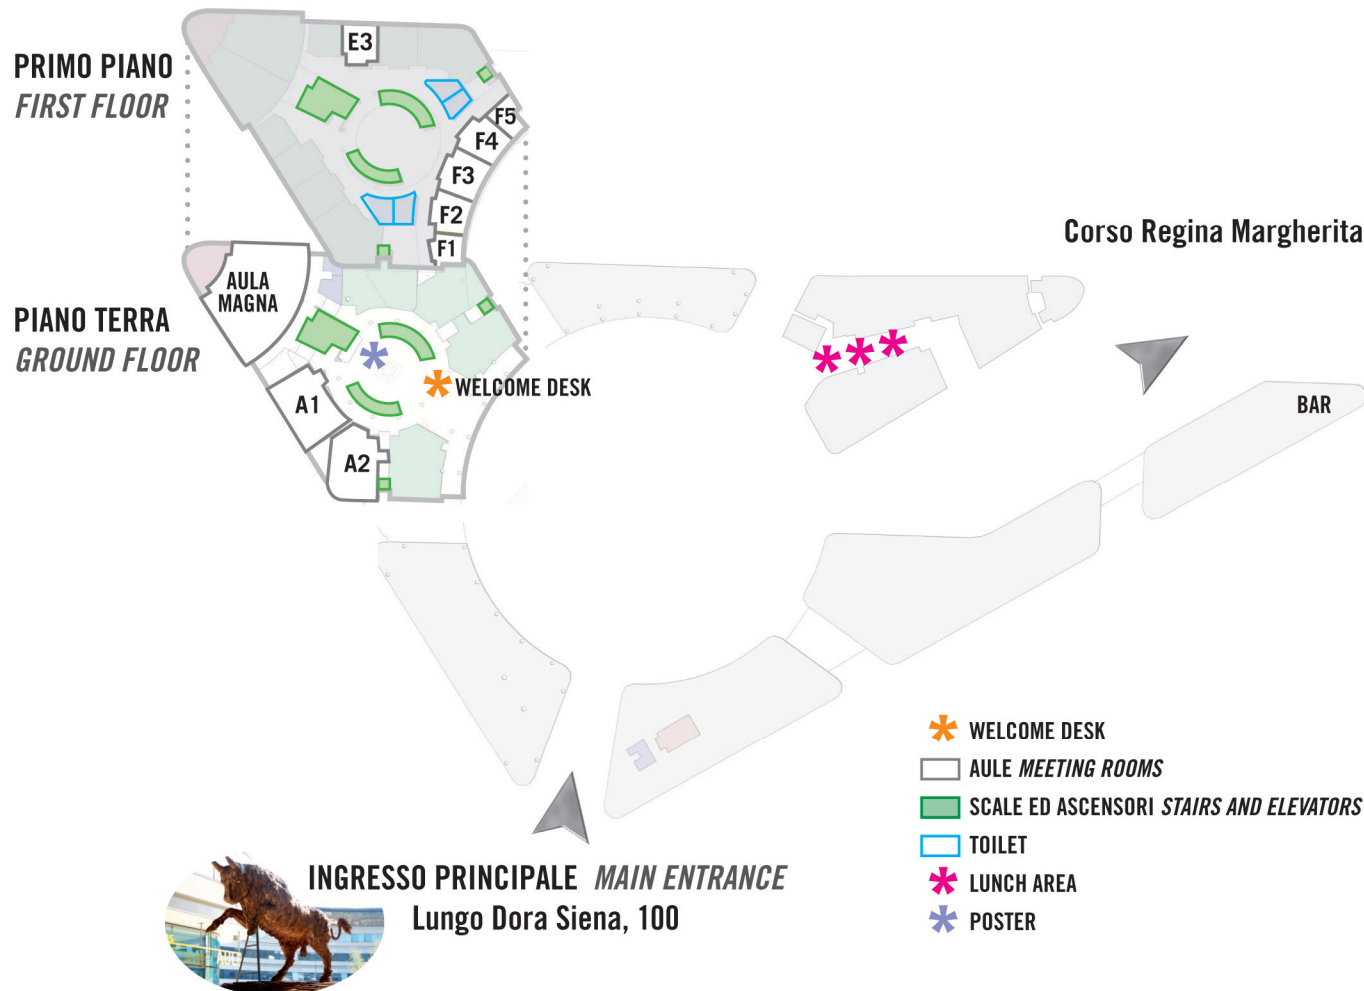 PRIMO PIANO
FIRST FLOOR
E3
F5
F4
F3
F2
F1
Corso Regina Margherita
AULA
MAGNA
PIANO TERRA
GROUND FLOOR
WELCOME DESK
A1
A2
BAR
WELCOME DESK
AULE MEETING ROOMS
SCALE ED ASCENSORI STAIRS AND ELEVATORS
TOILET
LUNCH AREA
POSTER
INGRESSO PRINCIPALE MAIN ENTRANCE
Lungo Dora Siena, 100